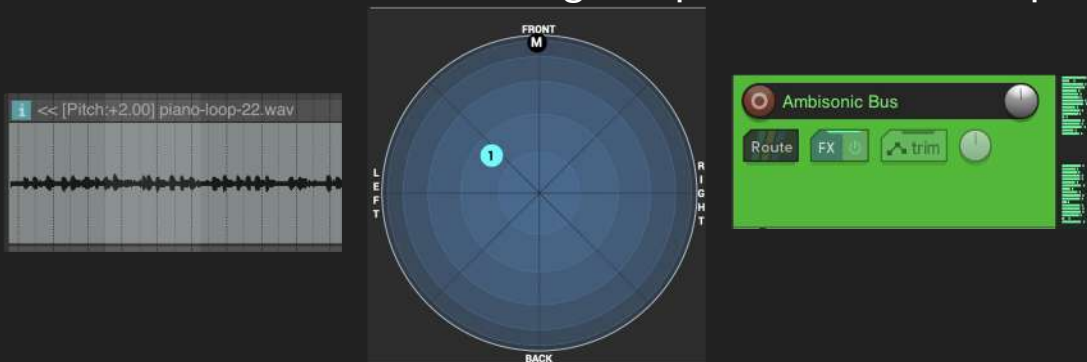 i << [Pitch:+2.00] piano-loop-22.wav
FRONT
M
1
LEFT
RIGHT
BACK
Ambisonic Bus
Route FX trim